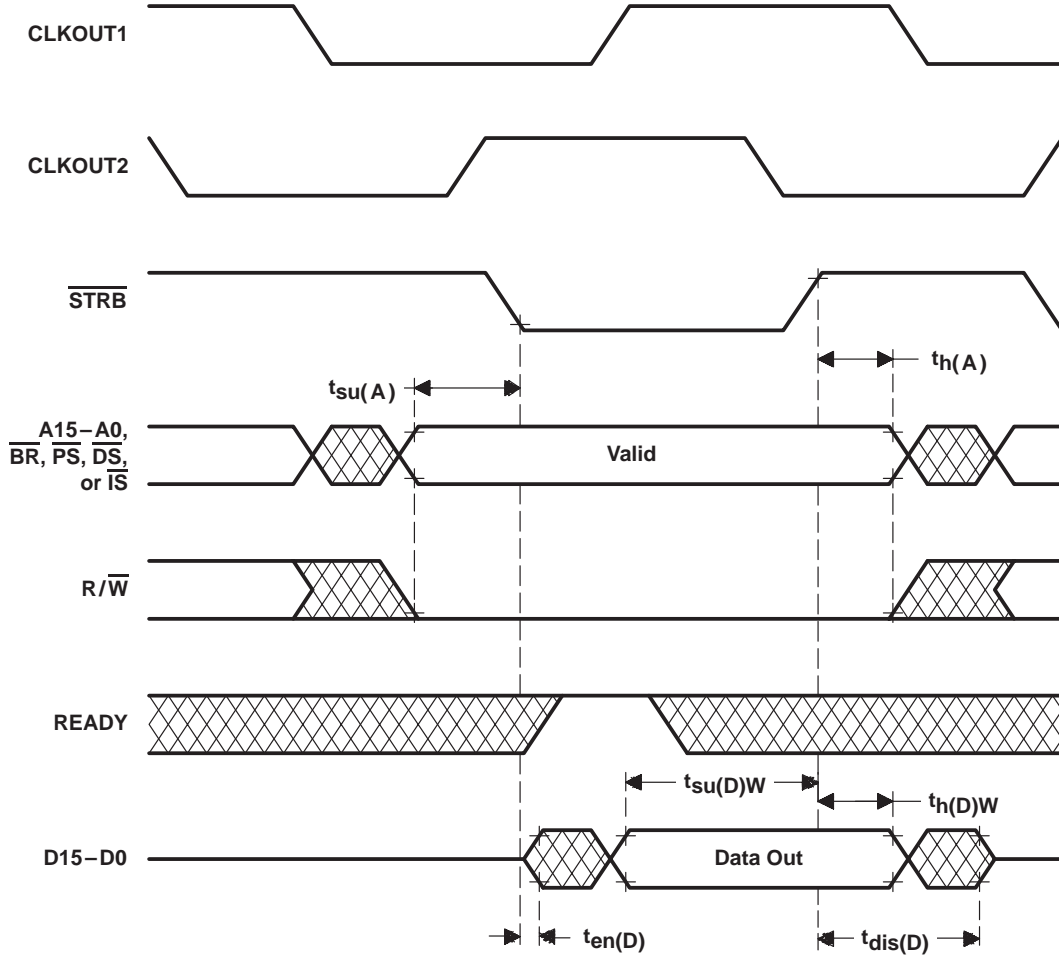 CLKOUT1
CLKOUT2
STRB
th(A)
tsu(A)
A15–A0,
BR, PS, DS,
or IS
Valid
R/W
READY
tsu(D)W
th(D)W
D15–D0
Data Out
ten(D)
tdis(D)